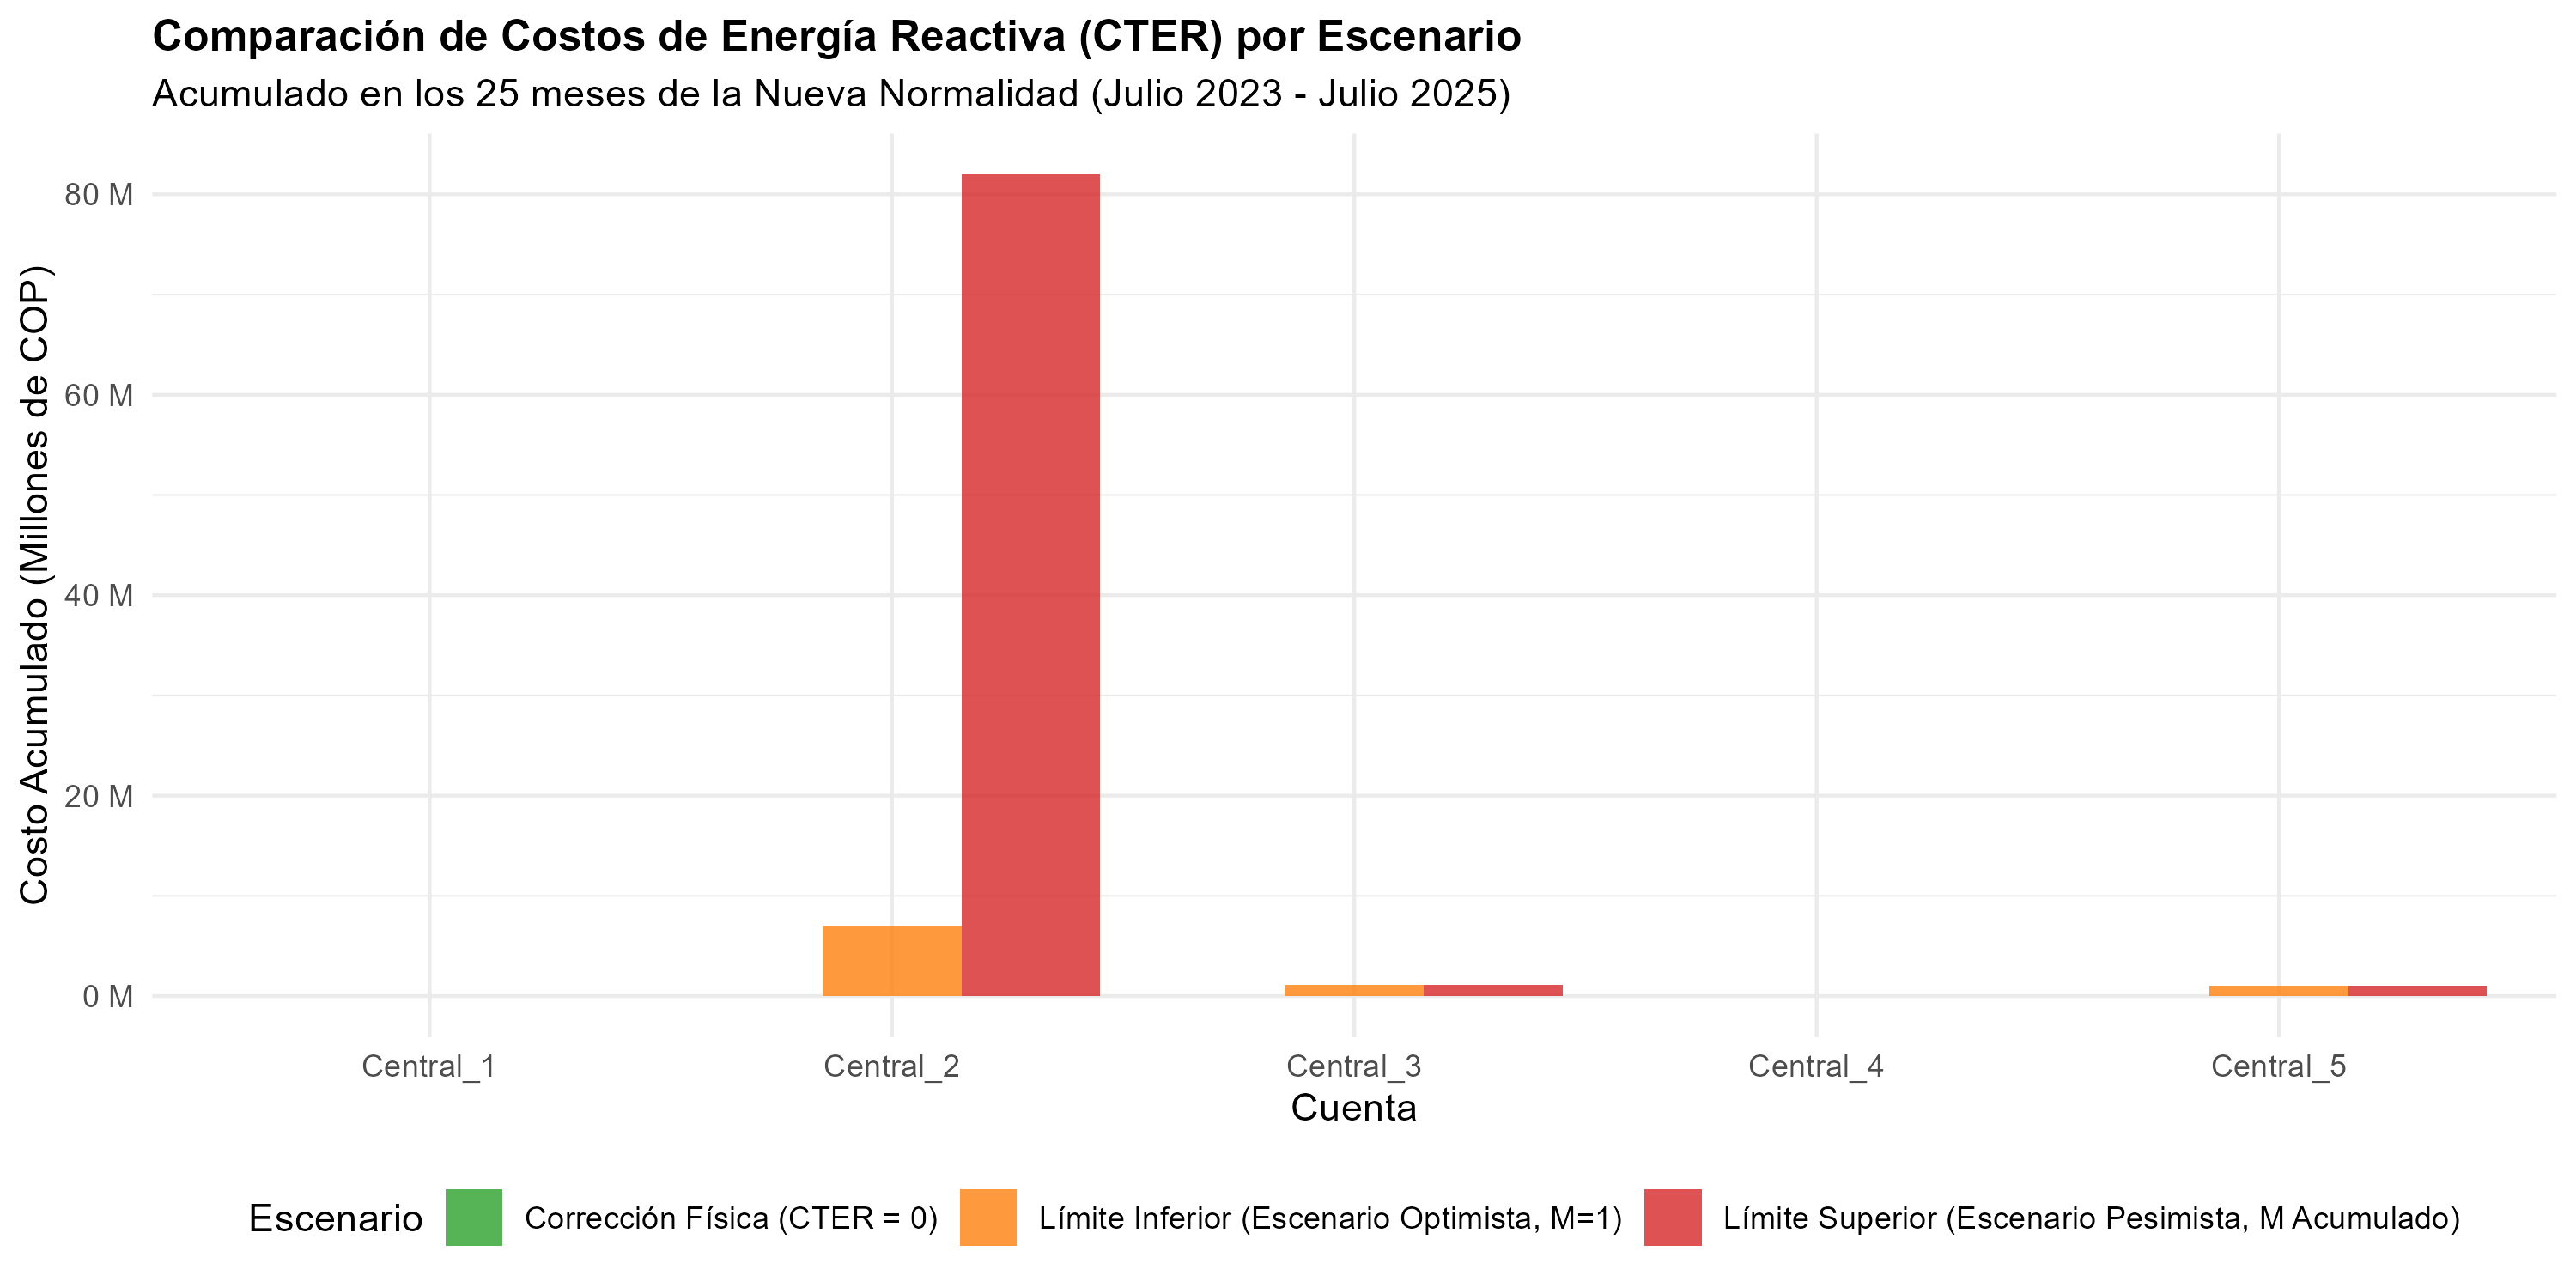 Comparación de Costos de Energía Reactiva (CTER) por Escenario
Acumulado en los 25 meses de la Nueva Normalidad (Julio 2023 - Julio 2025)
Costo Acumulado (Millones de COP)
80 M
60 M
40 M
20 M
0 M
Central_1 Central_2 Central_3 Central_4 Central_5
Cuenta
Escenario Corrección Física (CTER = 0) Límite Inferior (Escenario Optimista, M=1) Límite Superior (Escenario Pesimista, M Acumulado)